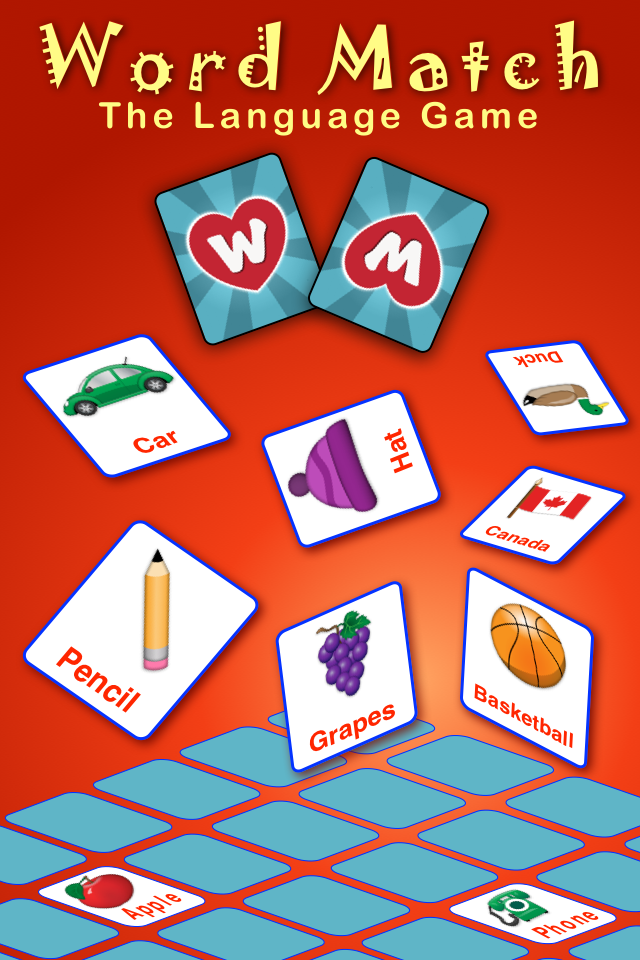 Word Match
The Language Game
W
M
Car
Duck
Hat
Canada
Pencil
Grapes
Basketball
Apple
Phone